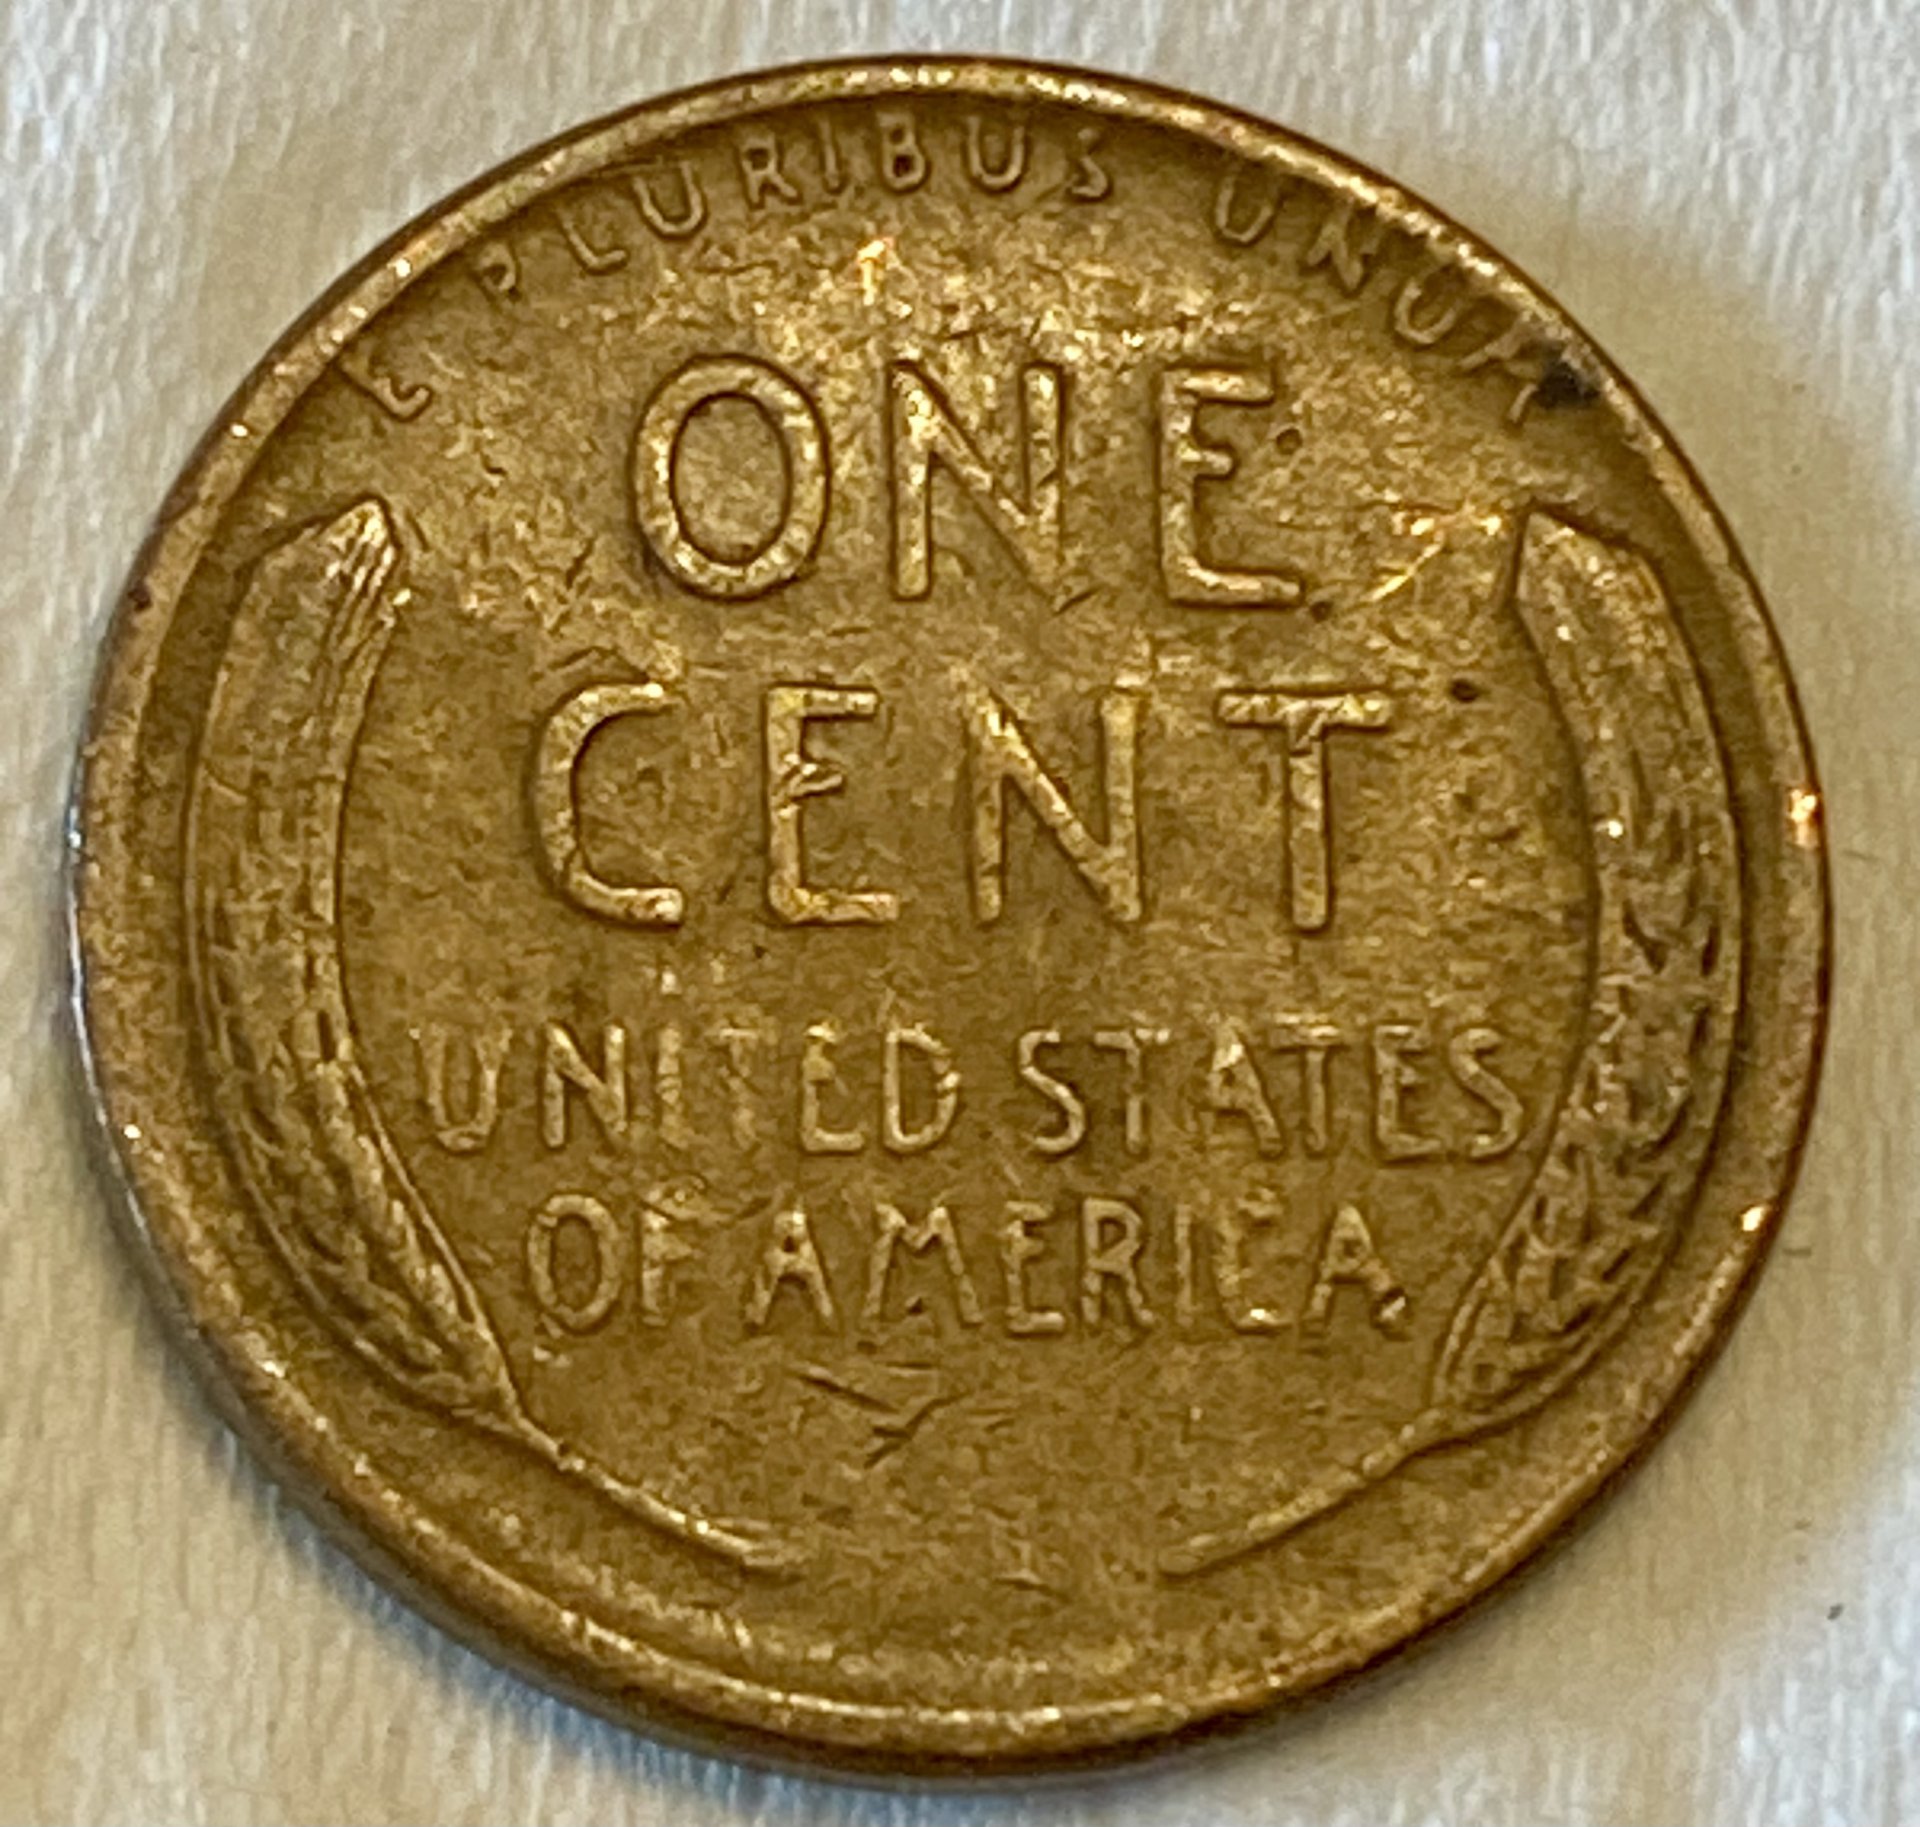 E PLURIBUS UNUM
ONE
CENT
UNITED STATES
OF AMERICA